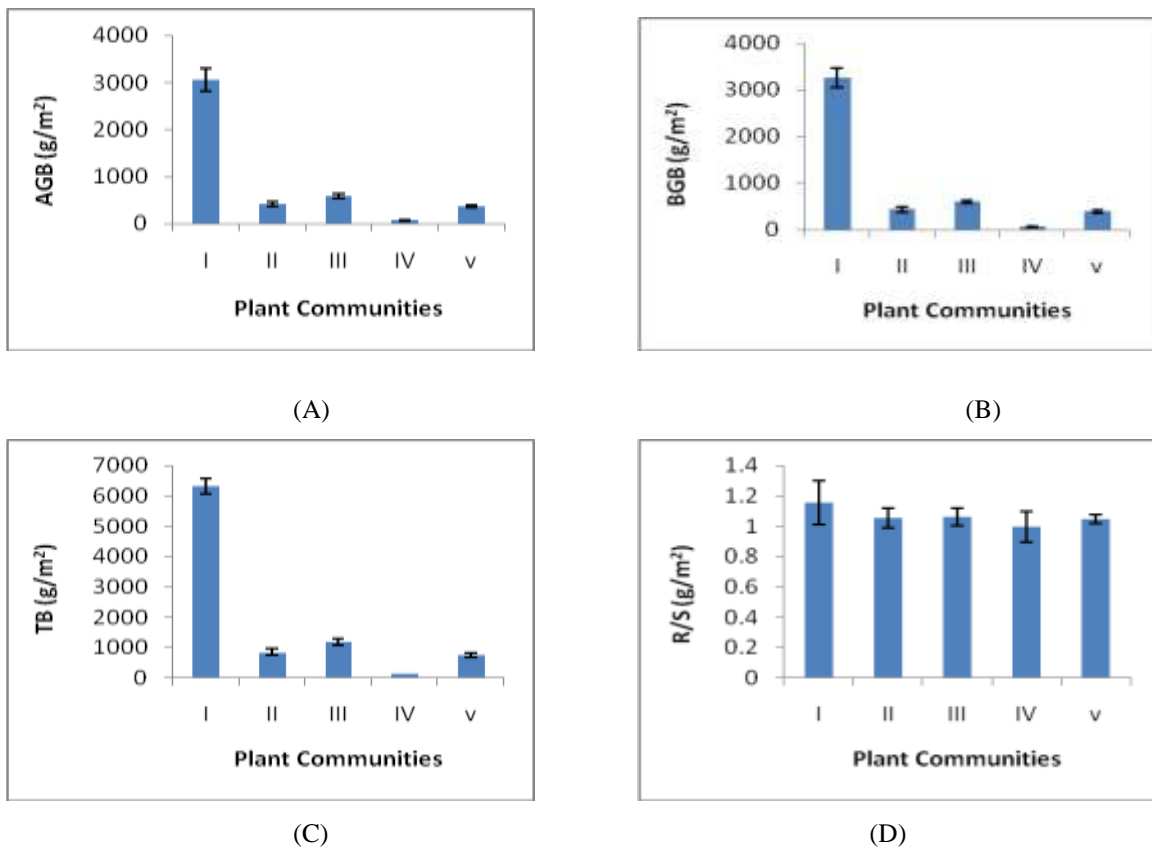 4000
3000
2000
1000
0
AGB (g/m²)
I II III IV v
Plant Communities
(A)
4000
3000
2000
1000
0
BGB (g/m²)
I II III IV v
Plant Communities
(B)
7000
6000
5000
4000
3000
2000
1000
0
TB (g/m²)
I II III IV v
Plant Communities
(C)
1.4
1.2
1
0.8
0.6
0.4
0.2
0
R/S (g/m²)
I II III IV v
Plant Communities
(D)